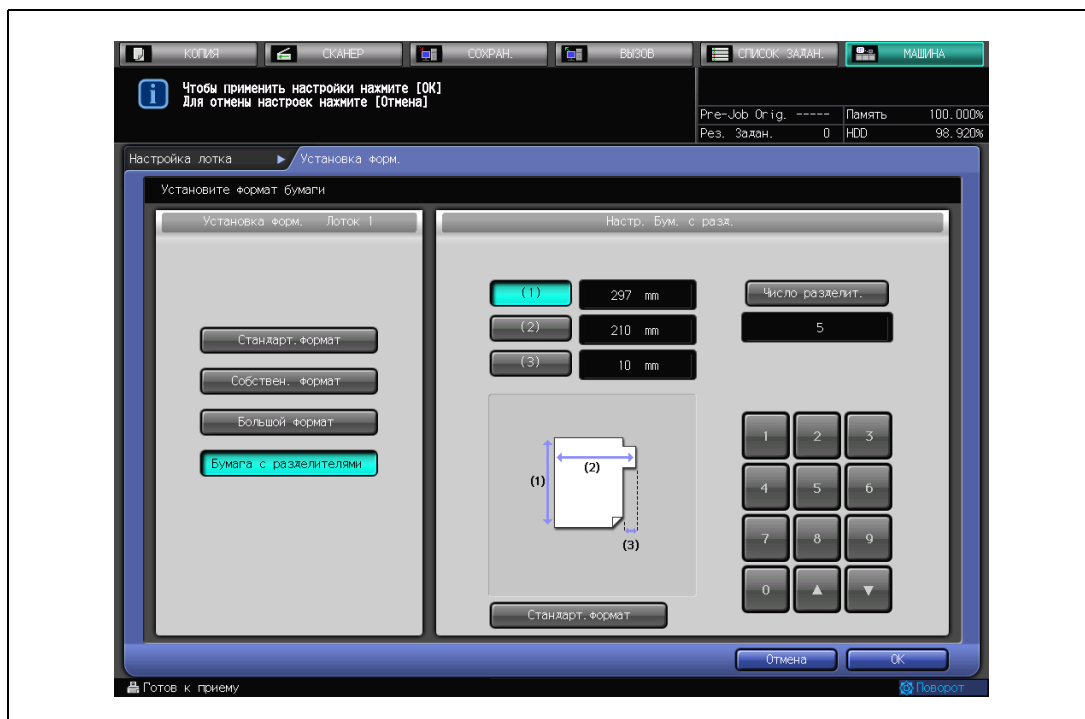 КОПИЯ СКАНЕР СОХРАН. ВЫЗОВ СПИСОК ЗАДАН. МАШИНА
Чтобы применить настройки нажмите [OK]
Для отмены настроек нажмите [Отмена]
Pre-Job Orig. ----- Память 100.000%
Рез. Задан. 0 HDD 98.920%
Настройка лотка ▶ Установка форм.
Установите формат бумаги
Установка форм. Лоток 1
Настр. Бум. с разд.
(1) 297 mm
(2) 210 mm
(3) 10 mm
Число разделит.
5
Стандарт.формат
Собствен. формат
Большой формат
Бумага с разделителями
(1)
(2)
(3)
Стандарт.формат
1 2 3
4 5 6
7 8 9
0 ▲ ▼
Отмена OK
Готов к приему
Поворот